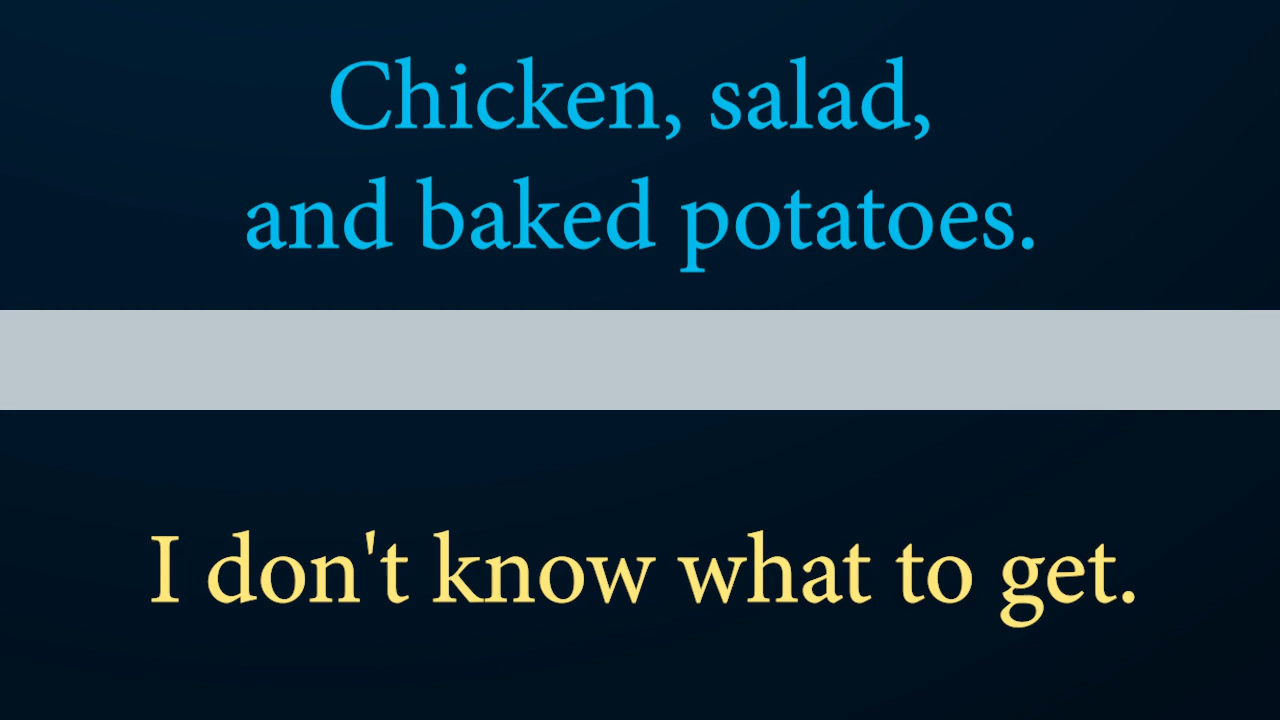 Chicken, salad,
and baked potatoes.
I don't know what to get.